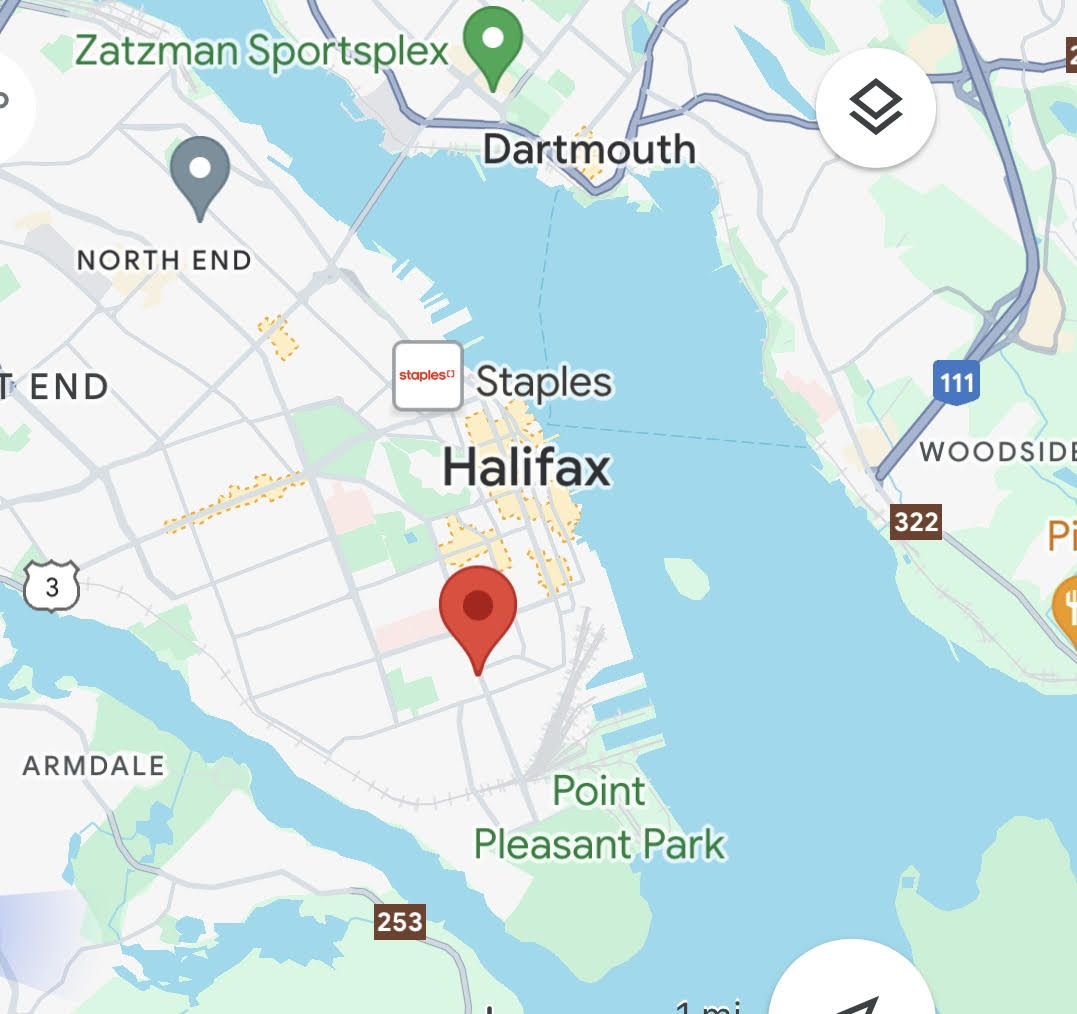 Zatzman Sportsplex
Dartmouth
NORTH END
T END
staples
Staples
111
Halifax
WOODSIDE
322
Pi
3
ARMDALE
Point
Pleasant Park
253
1 mi